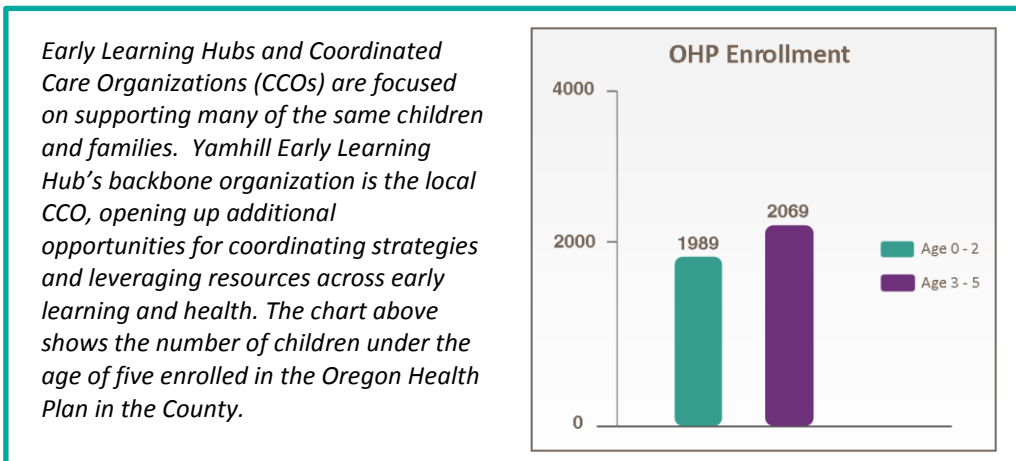 Early Learning Hubs and Coordinated
Care Organizations (CCOs) are focused
on supporting many of the same children
and families.  Yamhill Early Learning
Hub's backbone organization is the local
CCO, opening up additional
opportunities for coordinating strategies
and leveraging resources across early
learning and health. The chart above
shows the number of children under the
age of five enrolled in the Oregon Health
Plan in the County.
OHP Enrollment
4000
2069
2000
1989
Age 0 - 2
Age 3 - 5
0